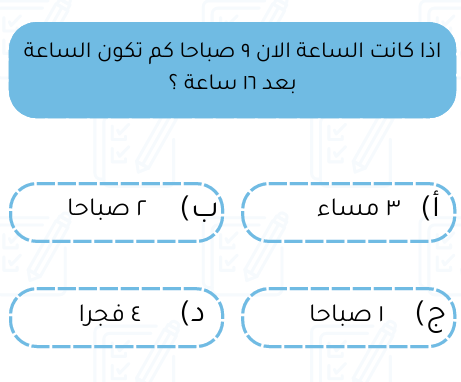 اذا كانت الساعة الان ٩ صباحا كم تكون الساعة
بعد ١٦ ساعة ؟
أ) ٣ مساء
ب) ٢ صباحا
ج) ١ صباحا
د) ٤ فجرا